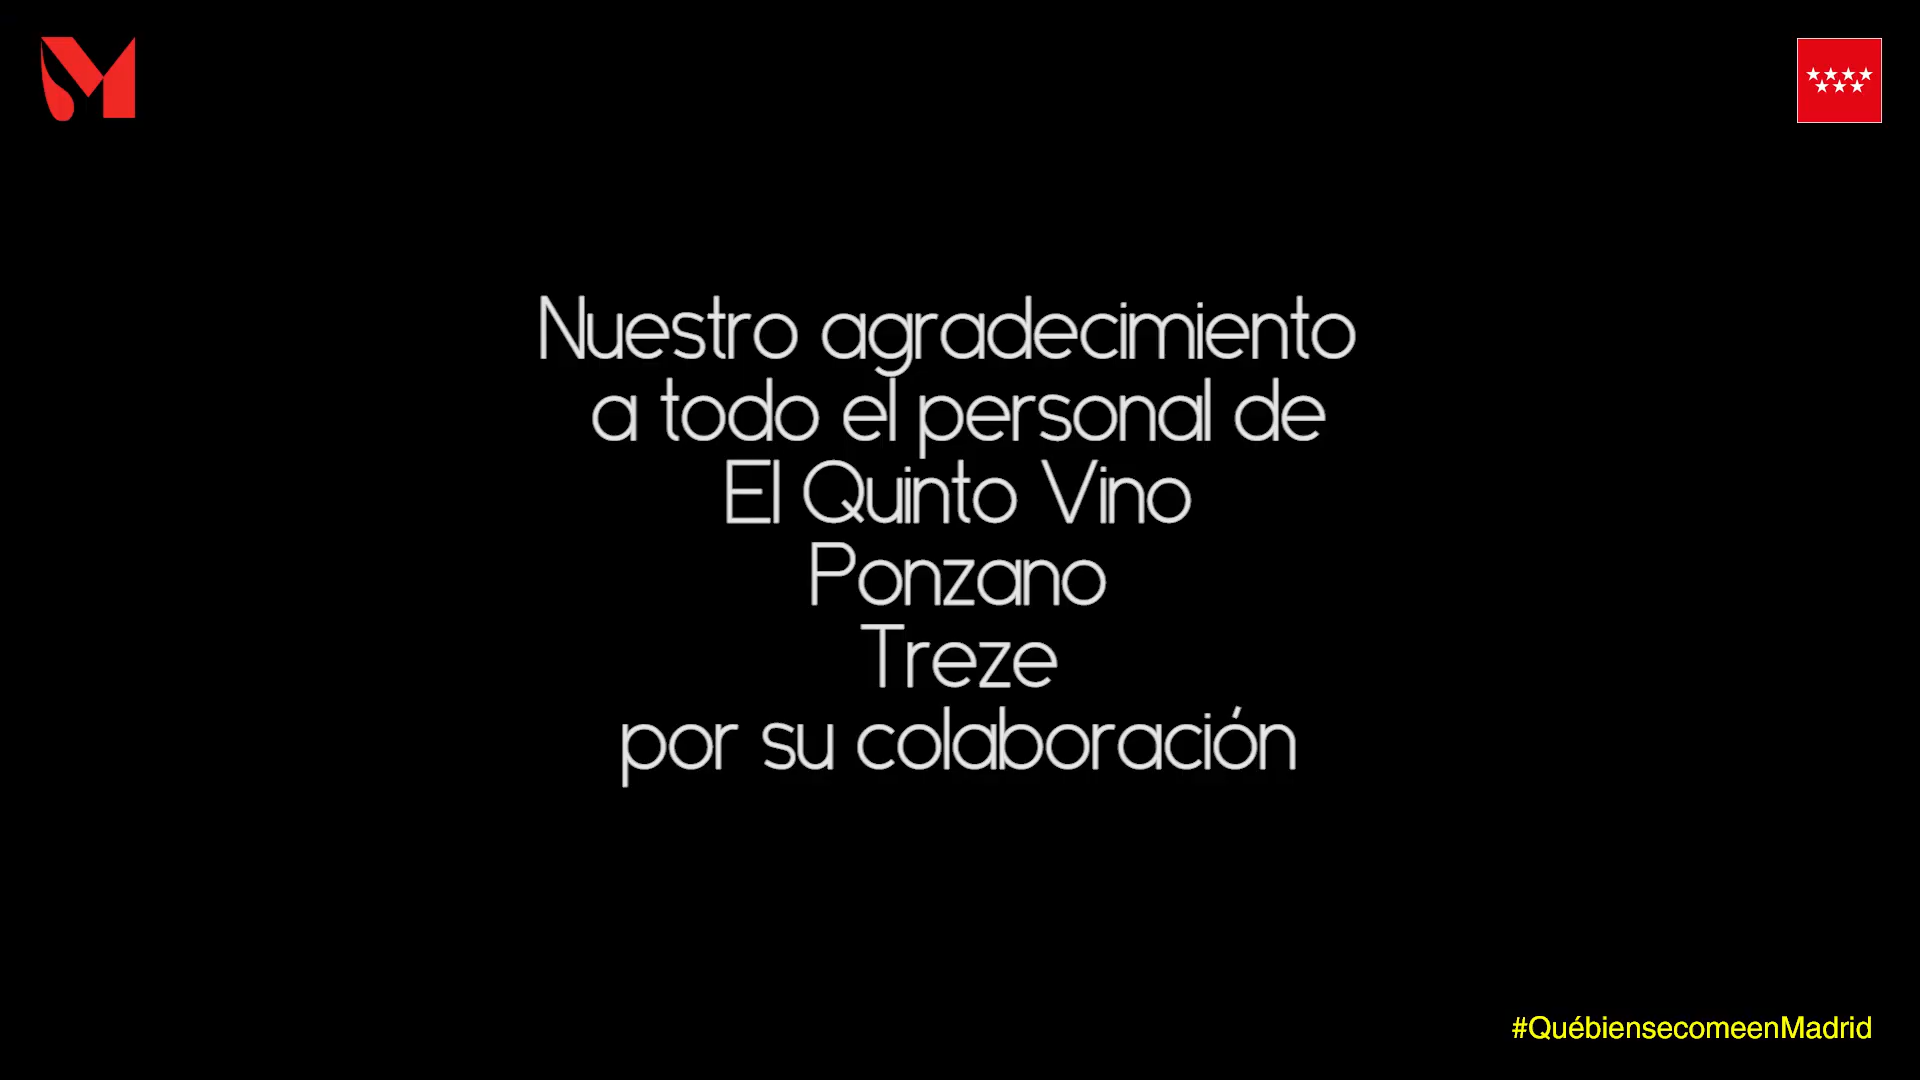 Nuestro agradecimiento
a todo el personal de
El Quinto Vino
Ponzano
Treze
por su colaboración
#QuébiensecomeenMadrid